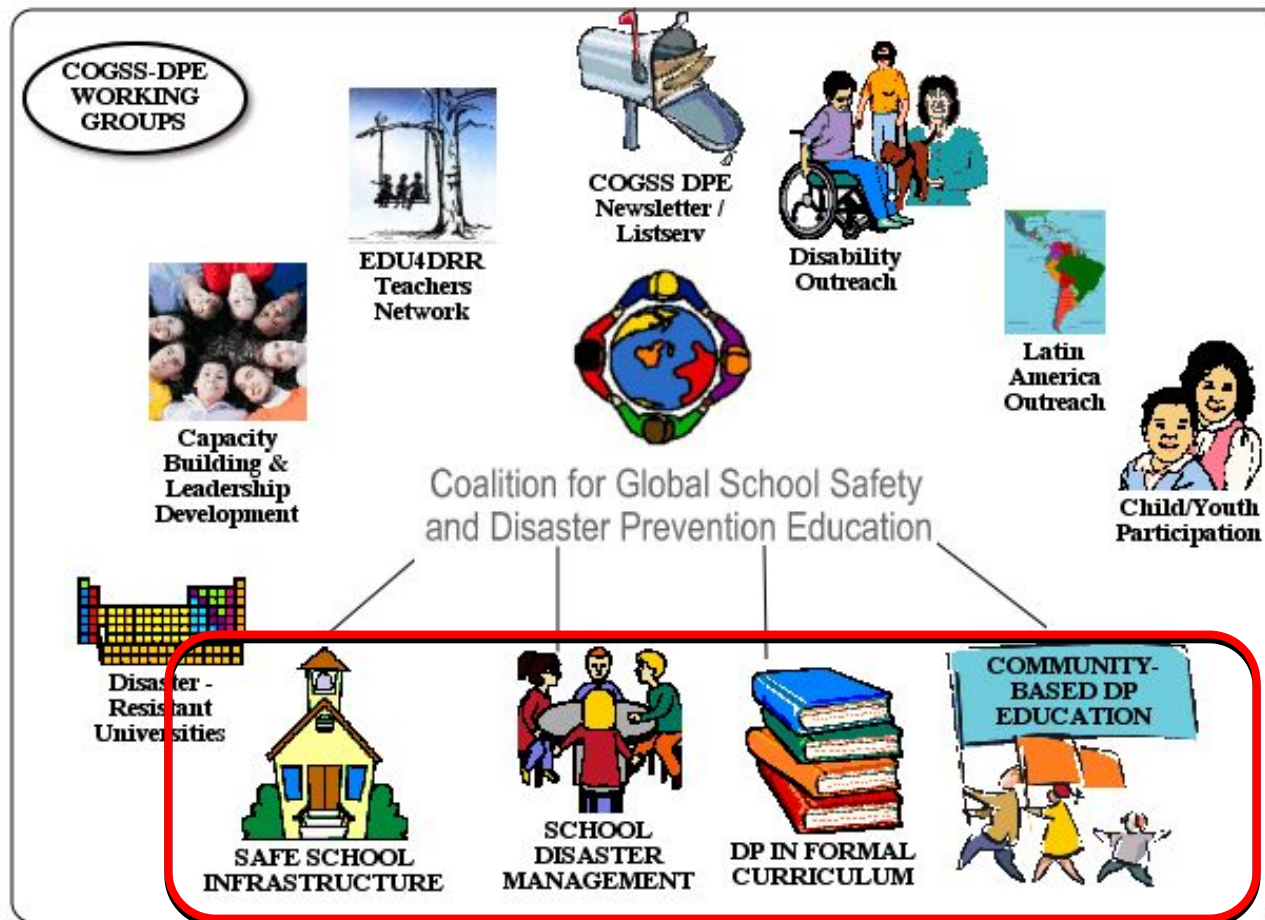 COGSS-DPE
WORKING
GROUPS
COGSS DPE
Newsletter /
Listserv
EDU4DRR
Teachers
Network
Disability
Outreach
Latin
America
Outreach
Capacity
Building &
Leadership
Development
Child/Youth
Participation
Coalition for Global School Safety
and Disaster Prevention Education
Disaster -
Resistant
Universities
SAFE SCHOOL
INFRASTRUCTURE
SCHOOL
DISASTER
MANAGEMENT
DP IN FORMAL
CURRICULUM
COMMUNITY-
BASED DP
EDUCATION